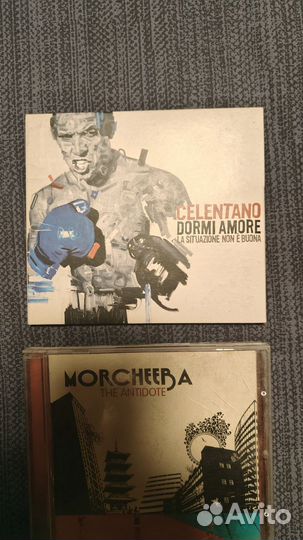 CELENTANO
DORMI AMORE
LA SITUAZIONE NON È BUONA
MORCHEEBA
THE ANTIDOTE
Avito